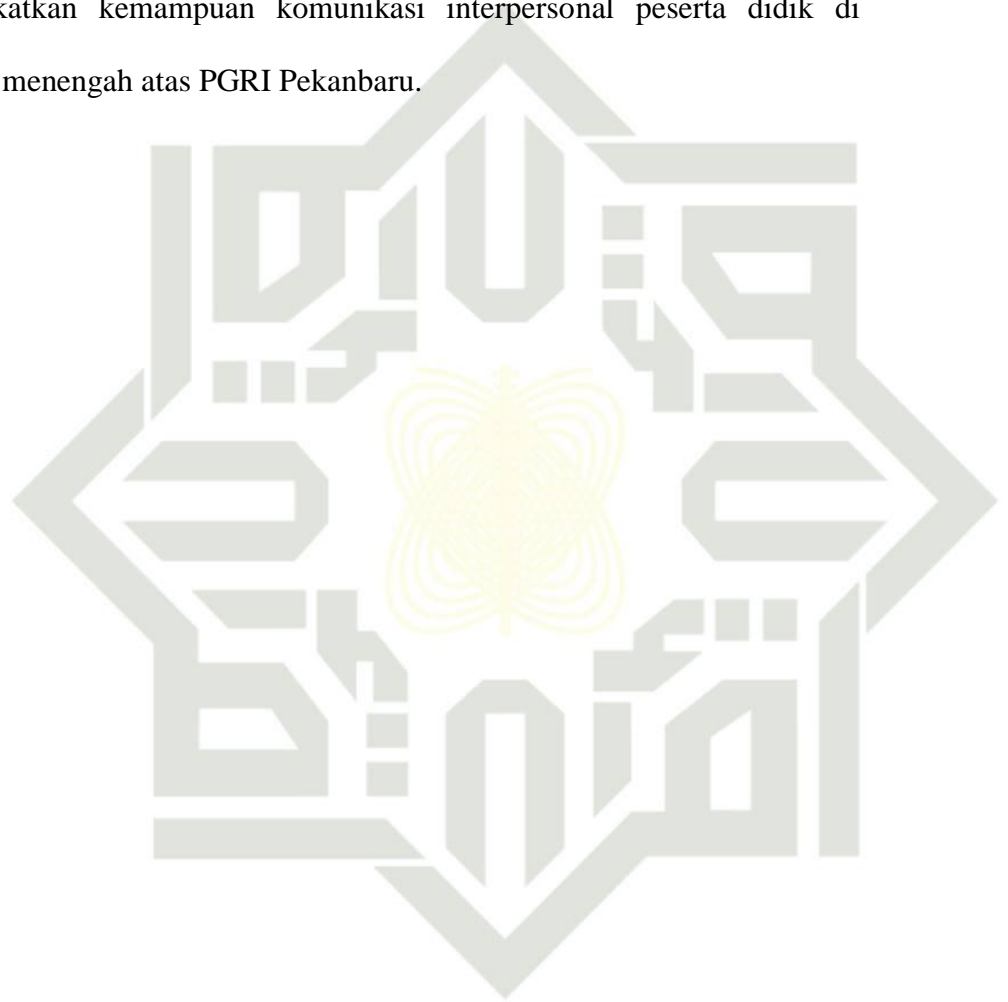 katkan kemampuan komunikasi interpersonal peserta didik di
menengah atas PGRI Pekanbaru.